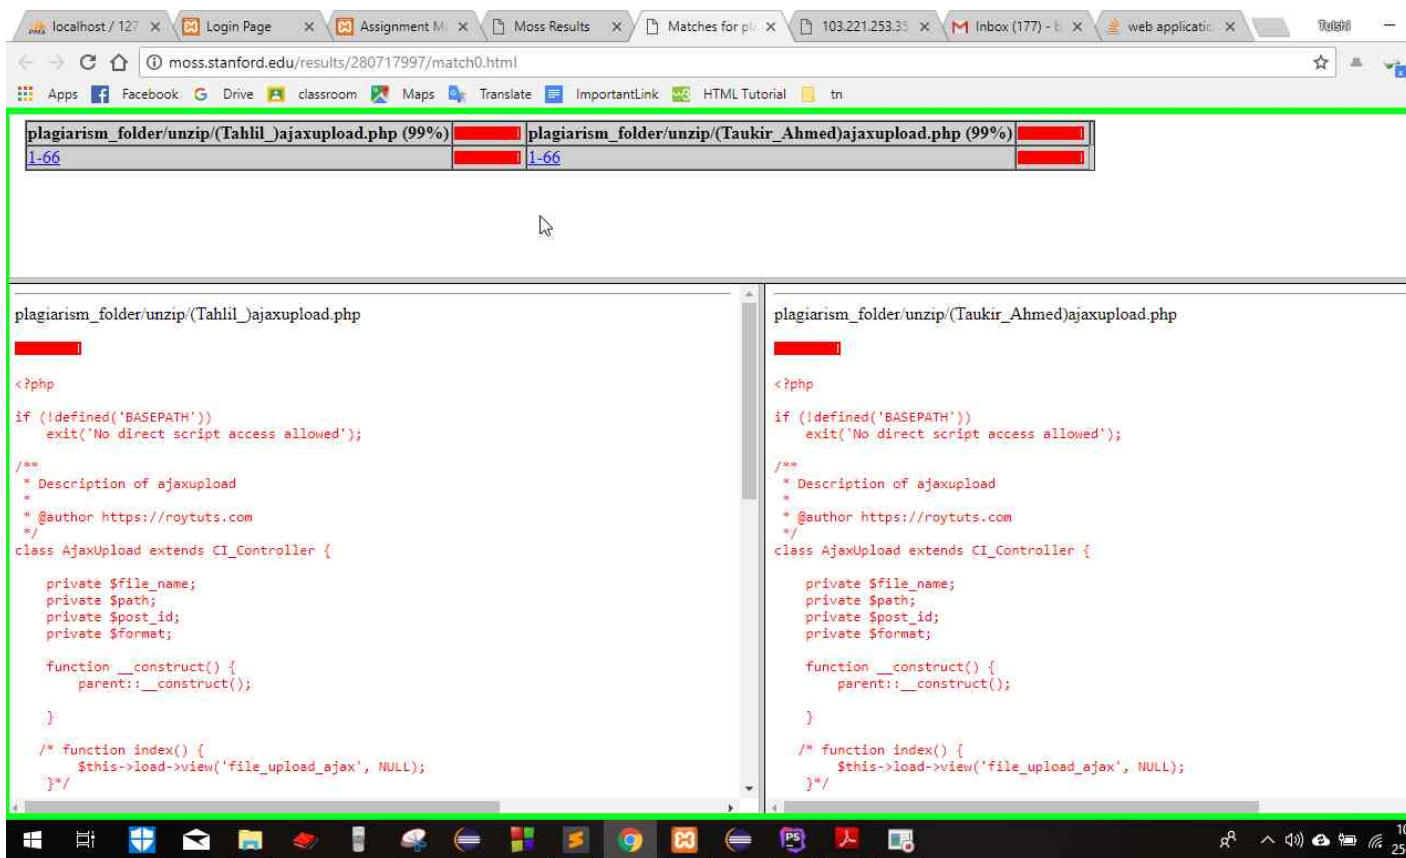 localhost / 127
Login Page
Assignment M
Moss Results
Matches for pl
103.221.253.35
Inbox (177) - b
web applicatic
Tulshi
moss.stanford.edu/results/280717997/match0.html
Apps Facebook Drive classroom Maps Translate ImportantLink HTML Tutorial tn
plagiarism_folder/unzip/(Tahlil_)ajaxupload.php (99%) plagiarism_folder/unzip/(Taukir_Ahmed)ajaxupload.php (99%)
1-66 1-66
plagiarism_folder/unzip/(Tahlil_)ajaxupload.php
<?php
if (!defined('BASEPATH'))
    exit('No direct script access allowed');
/**
 * Description of ajaxupload
 *
 * @author https://roytuts.com
 */
class AjaxUpload extends CI_Controller {
    private $file_name;
    private $path;
    private $post_id;
    private $format;
    function __construct() {
        parent::__construct();
    }
   /* function index() {
        $this->load->view('file_upload_ajax', NULL);
    }*/
plagiarism_folder/unzip/(Taukir_Ahmed)ajaxupload.php
<?php
if (!defined('BASEPATH'))
    exit('No direct script access allowed');
/**
 * Description of ajaxupload
 *
 * @author https://roytuts.com
 */
class AjaxUpload extends CI_Controller {
    private $file_name;
    private $path;
    private $post_id;
    private $format;
    function __construct() {
        parent::__construct();
    }
   /* function index() {
        $this->load->view('file_upload_ajax', NULL);
    }*/
10
25